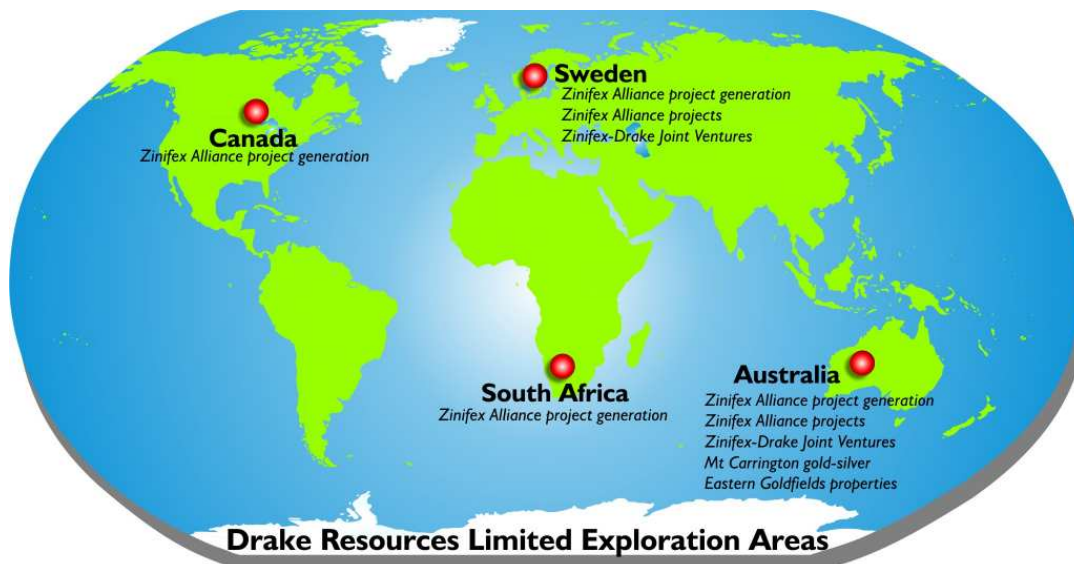 Sweden
Zinifex Alliance project generation
Zinifex Alliance projects
Zinifex-Drake Joint Ventures
Canada
Zinifex Alliance project generation
South Africa
Zinifex Alliance project generation
Australia
Zinifex Alliance project generation
Zinifex Alliance projects
Zinifex-Drake Joint Ventures
Mt Carrington gold-silver
Eastern Goldfields properties
Drake Resources Limited Exploration Areas